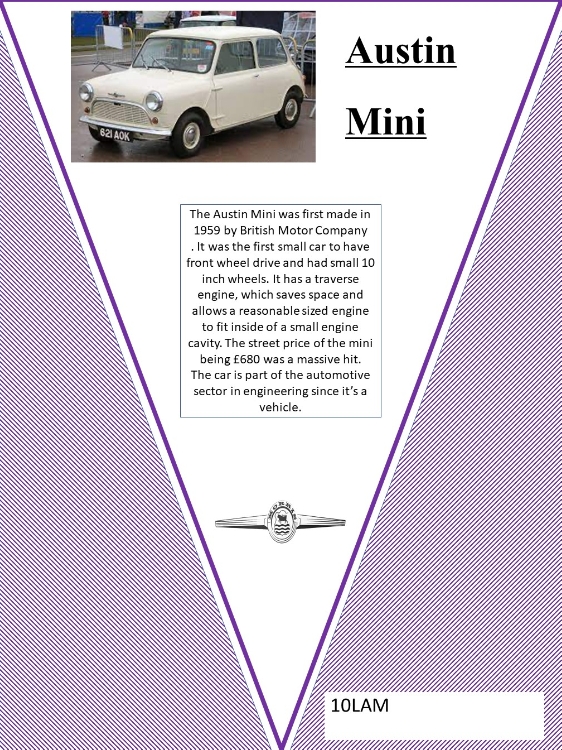 Austin
Mini
621 AOK
The Austin Mini was first made in
1959 by British Motor Company
. It was the first small car to have
front wheel drive and had small 10
inch wheels. It has a traverse
engine, which saves space and
allows a reasonable sized engine
to fit inside of a small engine
cavity. The street price of the mini
being £680 was a massive hit.
The car is part of the automotive
sector in engineering since it’s a
vehicle.
MORRIS
10LAM